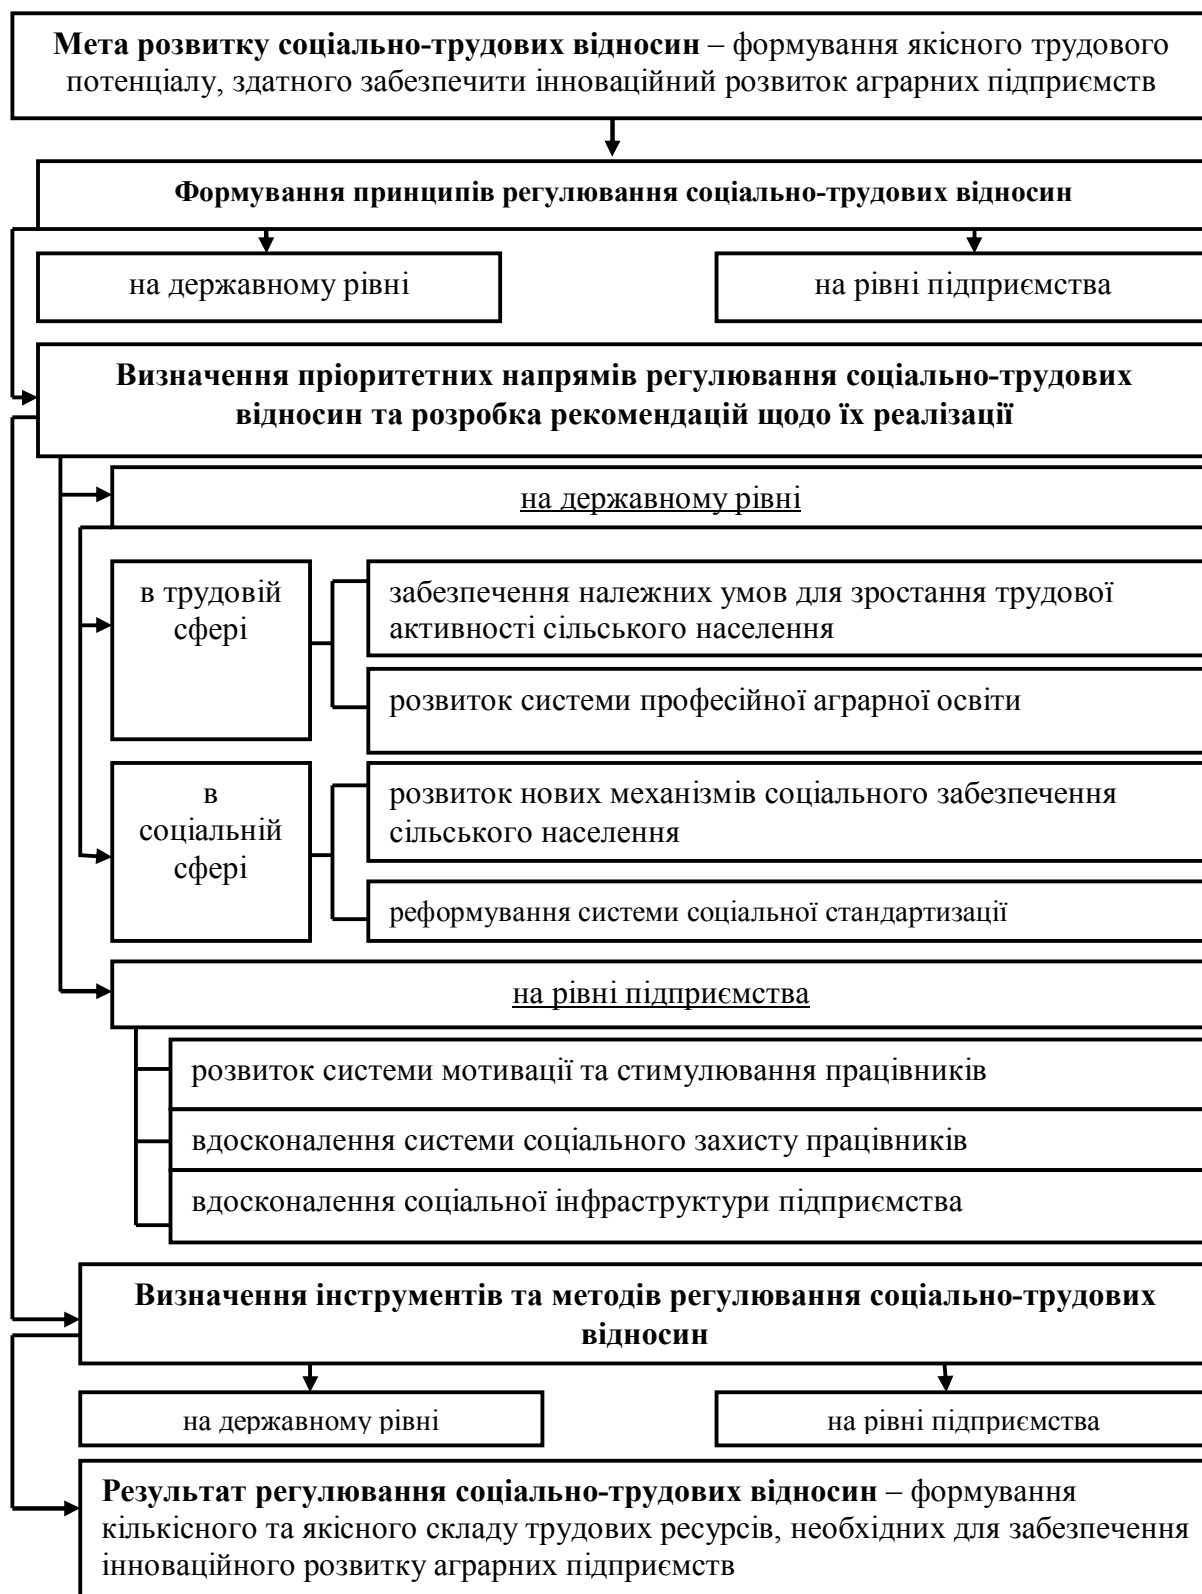 Мета розвитку соціально-трудових відносин – формування якісного трудового
потенціалу, здатного забезпечити інноваційний розвиток аграрних підприємств
Формування принципів регулювання соціально-трудових відносин
на державному рівні
на рівні підприємства
Визначення пріоритетних напрямів регулювання соціально-трудових
відносин та розробка рекомендацій щодо їх реалізації
на державному рівні
в трудовій
сфері
забезпечення належних умов для зростання трудової
активності сільського населення
розвиток системи професійної аграрної освіти
в
соціальній
сфері
розвиток нових механізмів соціального забезпечення
сільського населення
реформування системи соціальної стандартизації
на рівні підприємства
розвиток системи мотивації та стимулювання працівників
вдосконалення системи соціального захисту працівників
вдосконалення соціальної інфраструктури підприємства
Визначення інструментів та методів регулювання соціально-трудових
відносин
на державному рівні
на рівні підприємства
Результат регулювання соціально-трудових відносин – формування
кількісного та якісного складу трудових ресурсів, необхідних для забезпечення
інноваційного розвитку аграрних підприємств